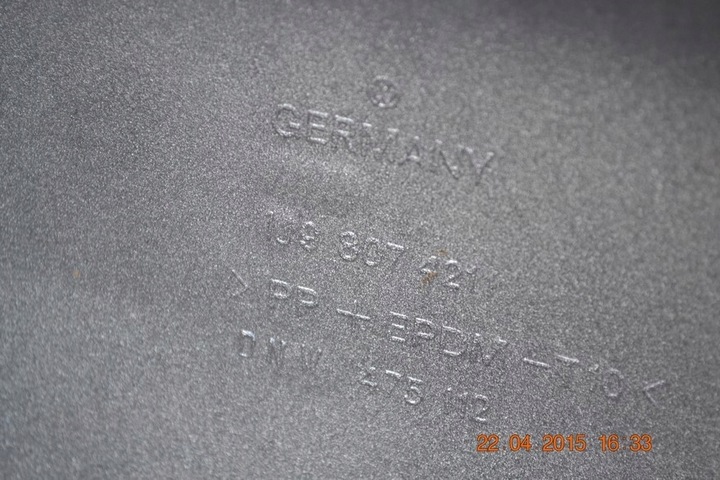 GERMANY
1J9 807 421
>PP-EPDM-T10<
DNW 475 112
22 04 2015 16 33